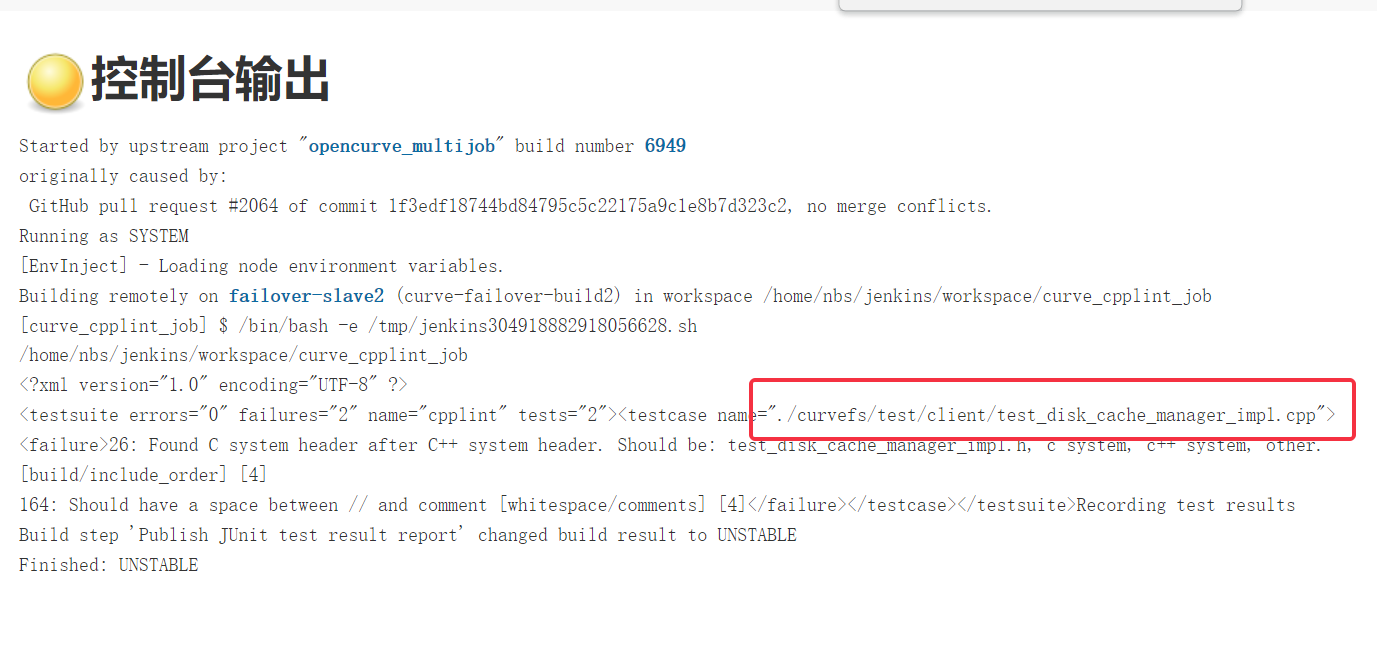 控制台输出
Started by upstream project "opencurve_multijob" build number 6949
originally caused by:
GitHub pull request #2064 of commit 1f3edf18744bd84795c5c22175a9c1e8b7d323c2, no merge conflicts.
Running as SYSTEM
[EnvInject] - Loading node environment variables.
Building remotely on failover-slave2 (curve-failover-build2) in workspace /home/nbs/jenkins/workspace/curve_cpplint_job
[curve_cpplint_job] $ /bin/bash -e /tmp/jenkins304918882918056628.sh
/home/nbs/jenkins/workspace/curve_cpplint_job
<?xml version="1.0" encoding="UTF-8" ?>
<testsuite errors="0" failures="2" name="cpplint" tests="2"><testcase name="./curvefs/test/client/test_disk_cache_manager_impl.cpp">
<failure>26: Found C system header after C++ system header. Should be: test_disk_cache_manager_impl.h, c system, c++ system, other.
[build/include_order] [4]
164: Should have a space between // and comment [whitespace/comments] [4]</failure></testcase></testsuite>Recording test results
Build step 'Publish JUnit test result report' changed build result to UNSTABLE
Finished: UNSTABLE